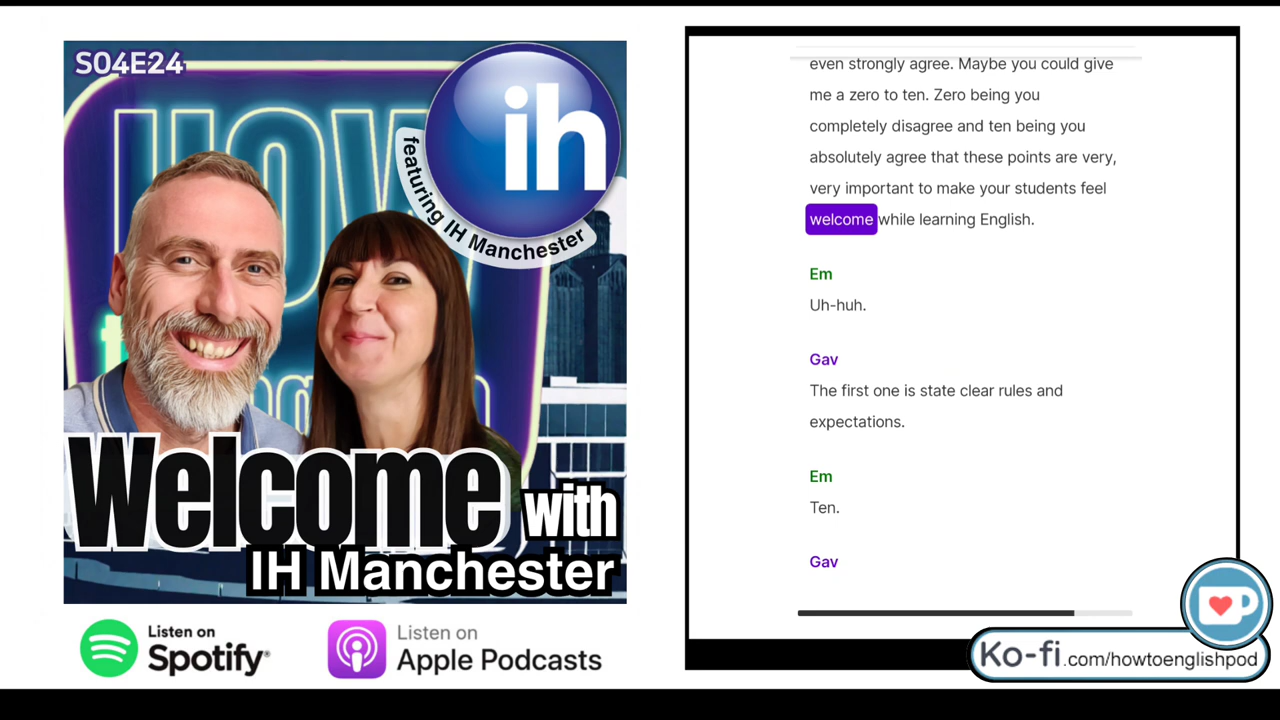 S04E24
HOW
ih
featuring IH Manchester
Welcome with
IH Manchester
Listen on
Spotify®
Listen on
Apple Podcasts
even strongly agree. Maybe you could give
me a zero to ten. Zero being you
completely disagree and ten being you
absolutely agree that these points are very,
very important to make your students feel
welcome while learning English.
Em
Uh-huh.
Gav
The first one is state clear rules and
expectations.
Em
Ten.
Gav
Ko-fi.com/howtoenglishpod